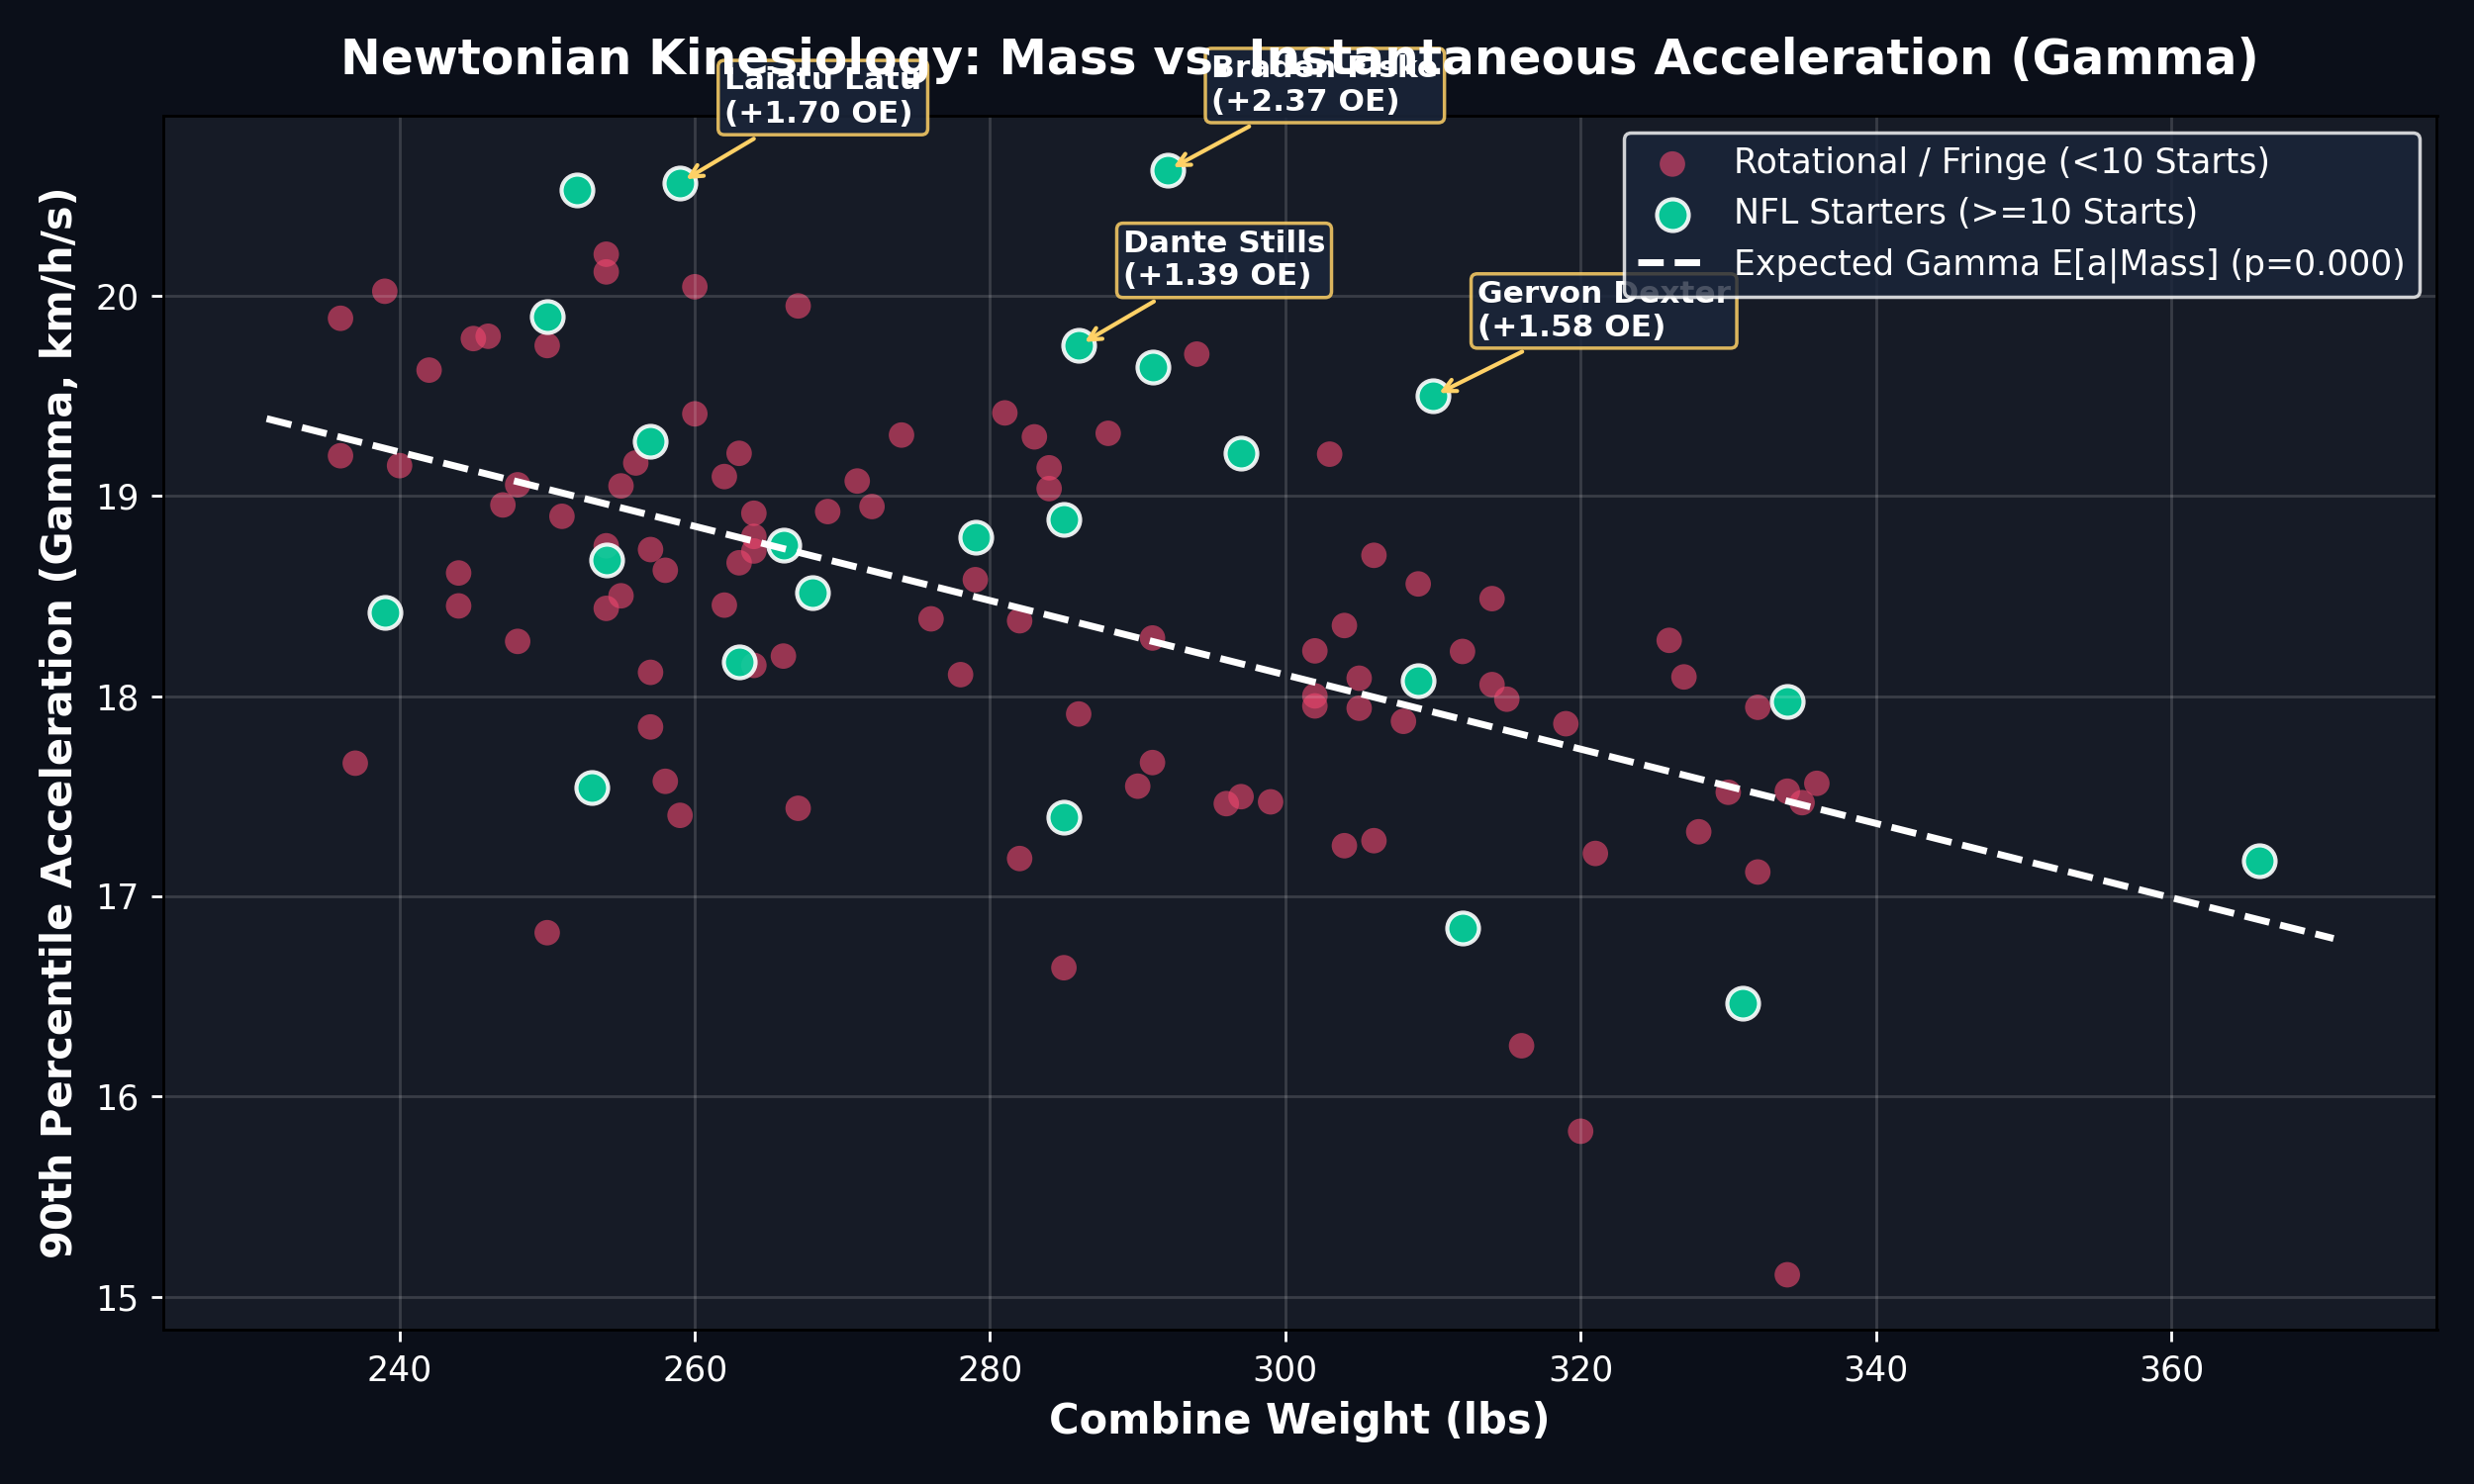 Newtonian Kinesiology: Mass vs. Instantaneous Acceleration (Gamma)
Laiatu Latu
(+1.70 OE)
Braden Fiske
(+2.37 OE)
Dante Stills
(+1.39 OE)
Gervon Dexter
(+1.58 OE)
Rotational / Fringe (<10 Starts)
NFL Starters (>=10 Starts)
Expected Gamma E[a|Mass] (p=0.000)
90th Percentile Acceleration (Gamma, km/h/s)
20
19
18
17
16
15
240
260
280
300
320
340
360
Combine Weight (lbs)